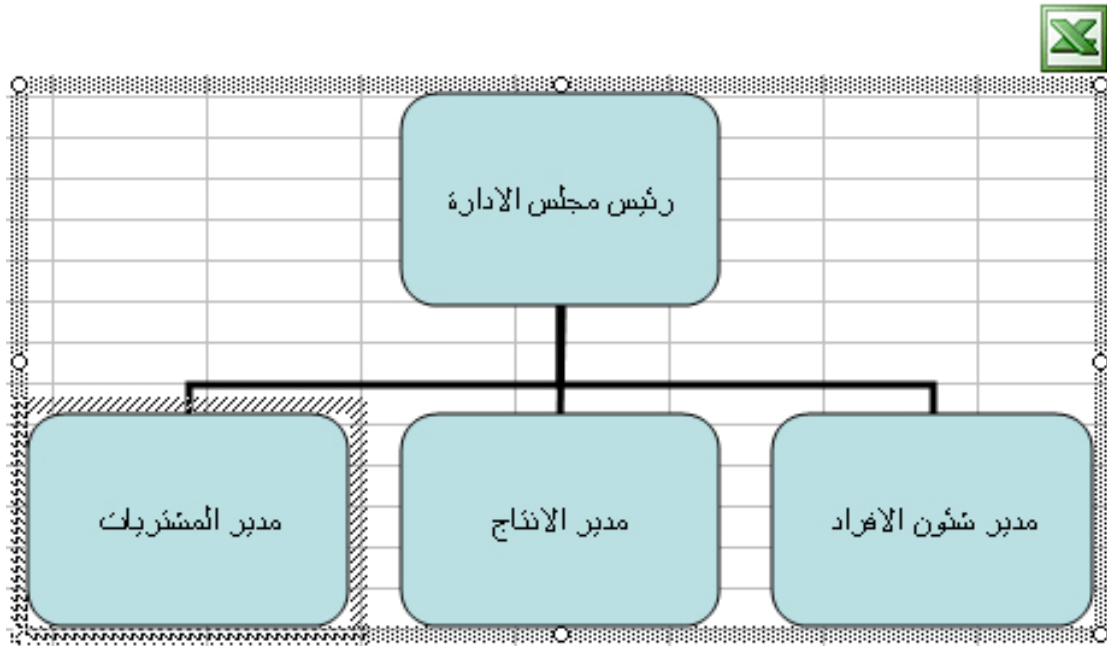 رئيس مجلس الادارة
مدير شئون الافراد
مدير الانتاج
مدير المشتريات